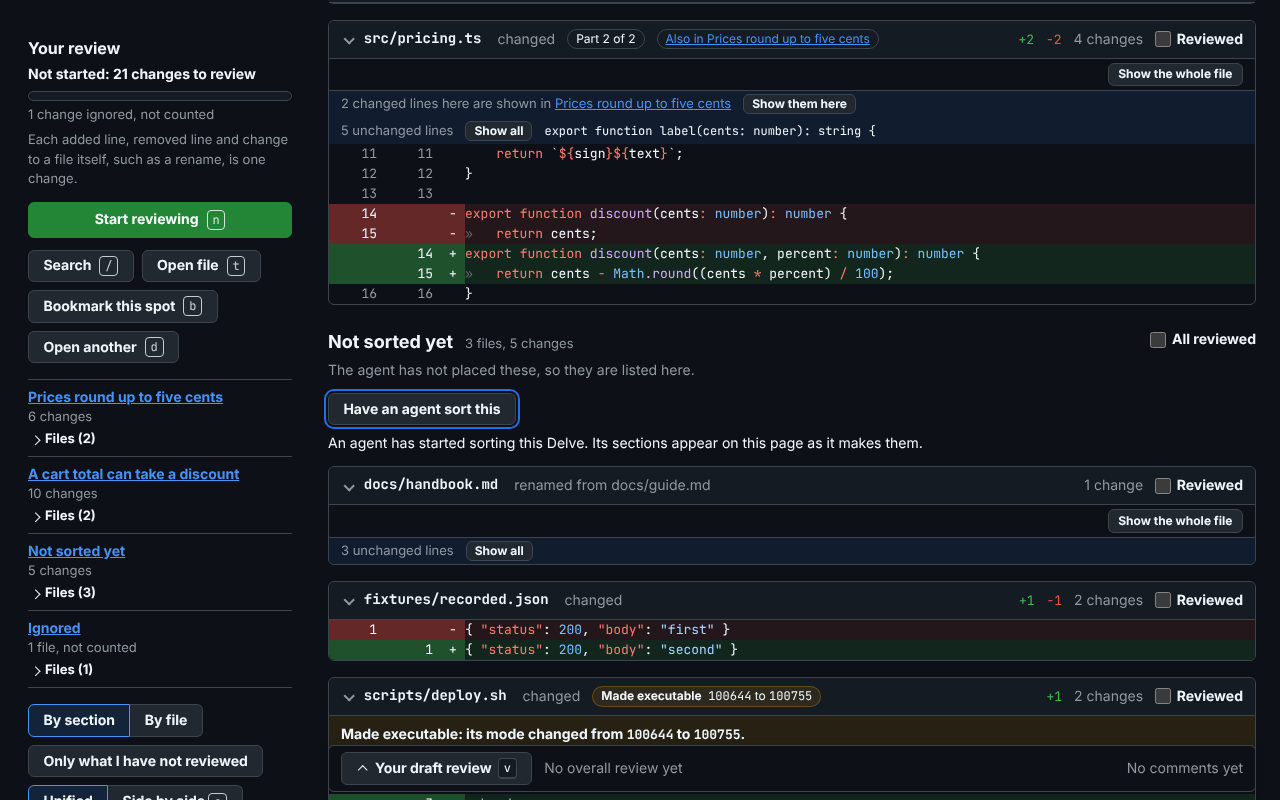 Your review
Not started: 21 changes to review
1 change ignored, not counted
Each added line, removed line and change
to a file itself, such as a rename, is one
change.
Start reviewing n
Search / Open file t
Bookmark this spot b
Open another d
Prices round up to five cents
6 changes
Files (2)
A cart total can take a discount
10 changes
Files (2)
Not sorted yet
5 changes
Files (3)
Ignored
1 file, not counted
Files (1)
By section By file
Only what I have not reviewed
Unified Side by side
src/pricing.ts changed Part 2 of 2 Also in Prices round up to five cents +2 -2 4 changes Reviewed
Show the whole file
2 changed lines here are shown in Prices round up to five cents Show them here
5 unchanged lines Show all export function label(cents: number): string {
11 11 return `${sign}${text}`;
12 12 }
13 13
14 - export function discount(cents: number): number {
15 - » return cents;
14 + export function discount(cents: number, percent: number): number {
15 + » return cents - Math.round((cents * percent) / 100);
16 16 }
Not sorted yet 3 files, 5 changes All reviewed
The agent has not placed these, so they are listed here.
Have an agent sort this
An agent has started sorting this Delve. Its sections appear on this page as it makes them.
docs/handbook.md renamed from docs/guide.md 1 change Reviewed
Show the whole file
3 unchanged lines Show all
fixtures/recorded.json changed +1 -1 2 changes Reviewed
1 - { "status": 200, "body": "first" }
1 + { "status": 200, "body": "second" }
scripts/deploy.sh changed Made executable 100644 to 100755 +1 2 changes Reviewed
Made executable: its mode changed from 100644 to 100755.
Your draft review v No overall review yet No comments yet